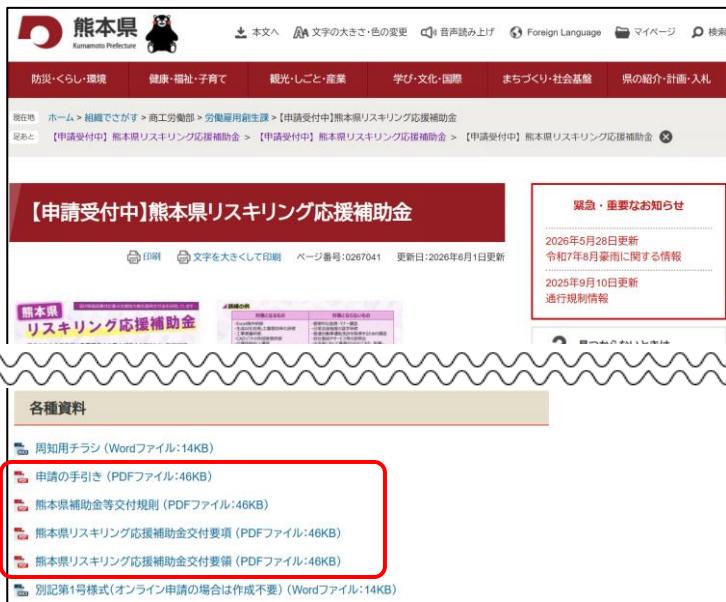 熊本県
Kumamoto Prefecture
本文へ 文字の大きさ・色の変更 音声読み上げ Foreign Language マイページ 検索
防災・くらし・環境 健康・福祉・子育て 観光・しごと・産業 学び・文化・国際 まちづくり・社会基盤 県の紹介・計画・入札
現在地 ホーム > 組織でさがす > 商工労働部 > 労働雇用創生課 > 【申請受付中】熊本県リスキリング応援補助金
足あと 【申請受付中】熊本県リスキリング応援補助金 > 【申請受付中】熊本県リスキリング応援補助金 > 【申請受付中】熊本県リスキリング応援補助金
【申請受付中】熊本県リスキリング応援補助金
印刷 文字を大きくして印刷 ページ番号:0267041 更新日:2026年6月1日更新
緊急・重要なお知らせ
2026年5月28日更新
令和7年8月豪雨に関する情報
2025年9月10日更新
通行規制情報
熊本県
リスキリング応援補助金
対象となるもの 対象とならないもの
各種資料
周知用チラシ (Wordファイル:14KB)
申請の手引き (PDFファイル:46KB)
熊本県補助金等交付規則 (PDFファイル:46KB)
熊本県リスキリング応援補助金交付要項 (PDFファイル:46KB)
熊本県リスキリング応援補助金交付要領 (PDFファイル:46KB)
別記第1号様式(オンライン申請の場合は作成不要) (Wordファイル:14KB)